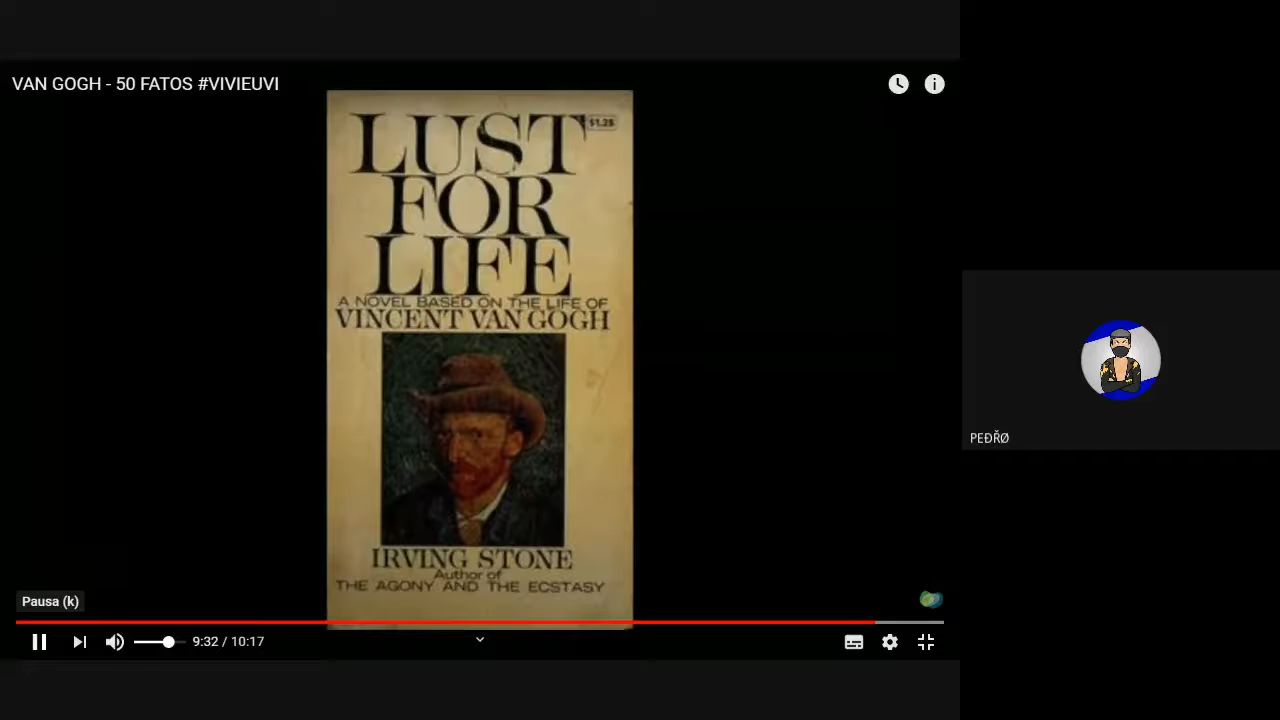 VAN GOGH - 50 FATOS #VIVIEUVI
LUST
$1.25
FOR
LIFE
A NOVEL BASED ON THE LIFE OF
VINCENT VAN GOGH
IRVING STONE
Author of
THE AGONY AND THE ECSTASY
PEĐŘØ
Pausa (k)
9:32 / 10:17